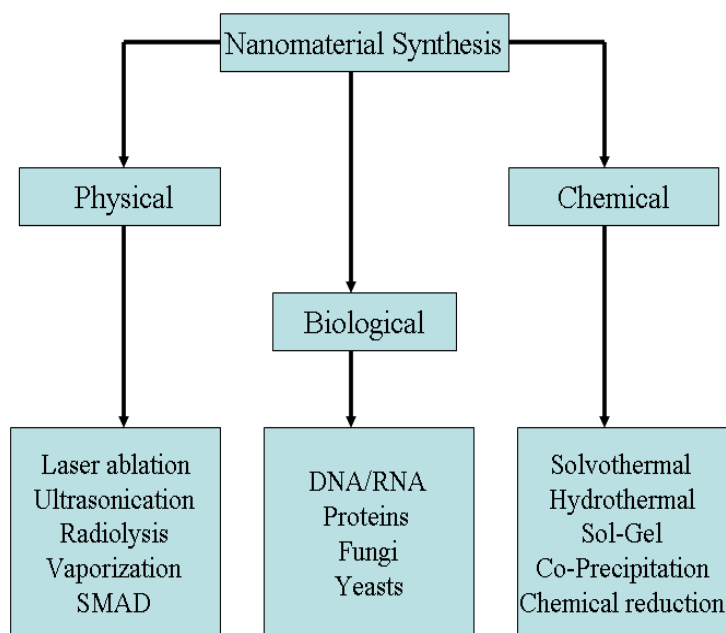 Nanomaterial Synthesis
Physical
Chemical
Biological
Laser ablation
Ultrasonication
Radiolysis
Vaporization
SMAD
DNA/RNA
Proteins
Fungi
Yeasts
Solvothermal
Hydrothermal
Sol-Gel
Co-Precipitation
Chemical reduction